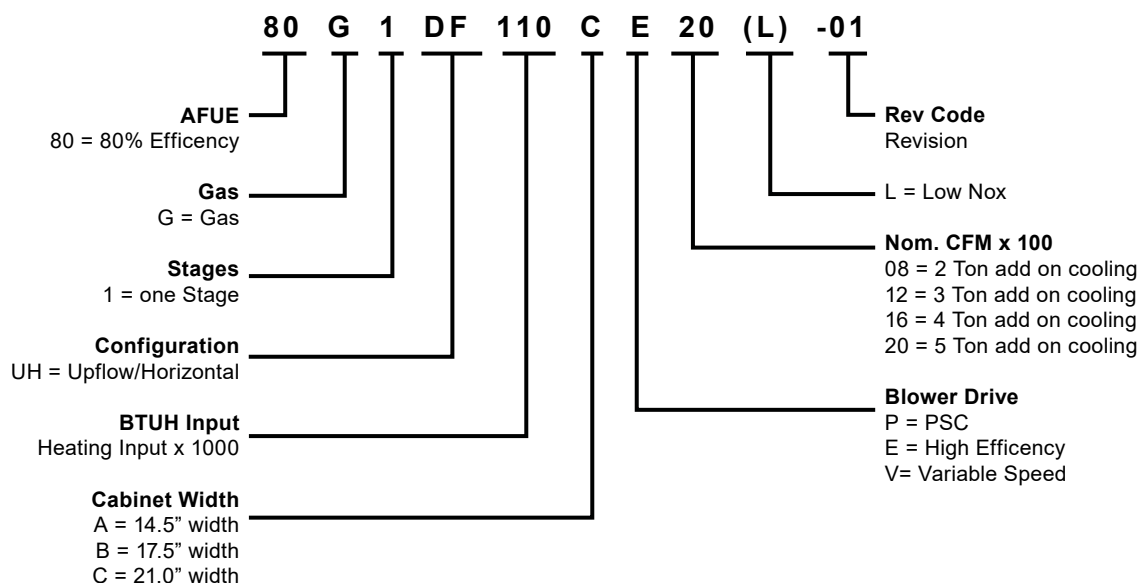 80 G 1 DF 110 C E 20 (L) -01
AFUE
80 = 80% Efficency
Gas
G = Gas
Stages
1 = one Stage
Configuration
UH = Upflow/Horizontal
BTUH Input
Heating Input x 1000
Cabinet Width
A = 14.5” width
B = 17.5” width
C = 21.0” width
Rev Code
Revision
L = Low Nox
Nom. CFM x 100
08 = 2 Ton add on cooling
12 = 3 Ton add on cooling
16 = 4 Ton add on cooling
20 = 5 Ton add on cooling
Blower Drive
P = PSC
E = High Efficency
V= Variable Speed